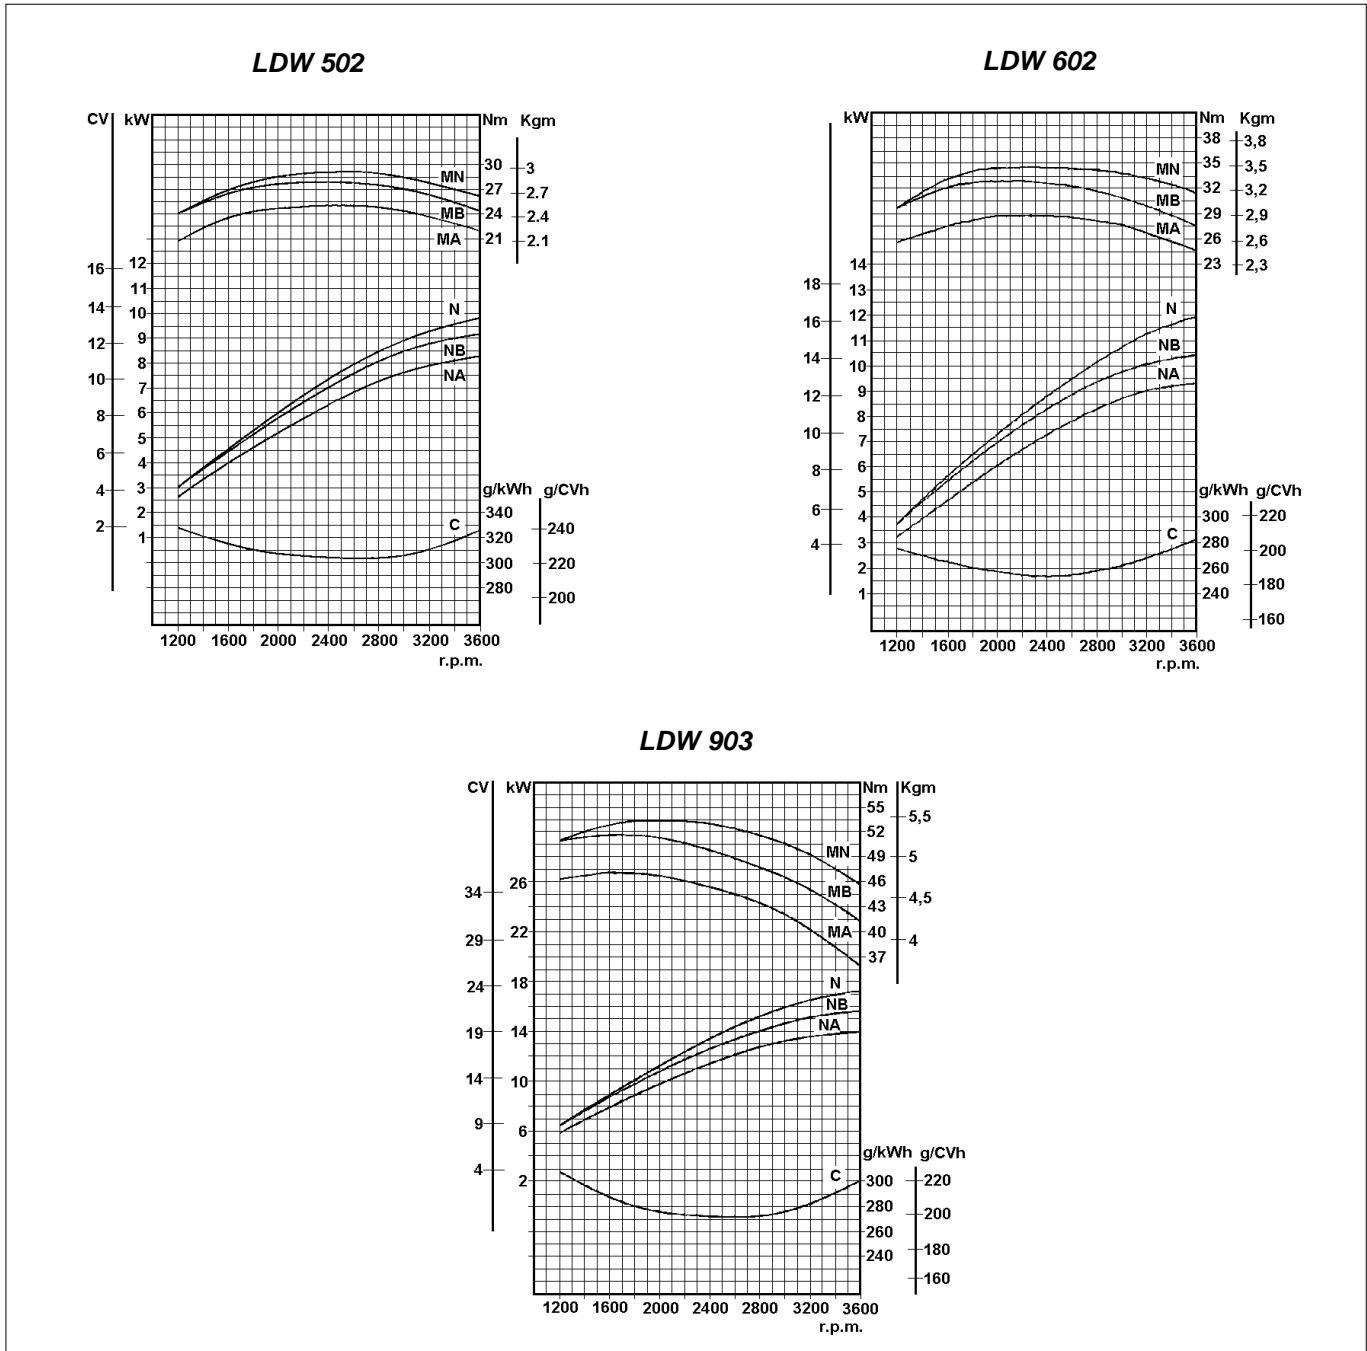 LDW 502
CV kW Nm Kgm
30 3
MN
27 2.7
MB 24 2.4
MA 21 2.1
16 12
11
14 10 N
9
12
8 NB
10 7 NA
6
8
5
6 4
g/kWh g/CVh
4 3
2 340
2 C 240
1 320
300 220
280
200
1200 1600 2000 2400 2800 3200 3600
r.p.m.
LDW 602
kW Nm Kgm
38 3,8
35 3,5
MN
32 3,2
MB
29 2,9
MA
26 2,6
14 23 2,3
18 13
12 N
16
11
NB
14 10
NA
9
12
8
10 7
6
8
5 g/kWh g/CVh
6 4 300 220
C
4 3 280 200
2 260
180
1 240
160
1200 1600 2000 2400 2800 3200 3600
r.p.m.
LDW 903
CV kW Nm Kgm
55
5,5
52
MN 49 5
34 26 46
MB 4,5
43
29 22 MA 40 4
37
24 18 N
NB
19 14 NA
14 10
9 6
g/kWh g/CVh
4 2 C 300 220
280
200
260
240 180
160
1200 1600 2000 2400 2800 3200 3600
r.p.m.